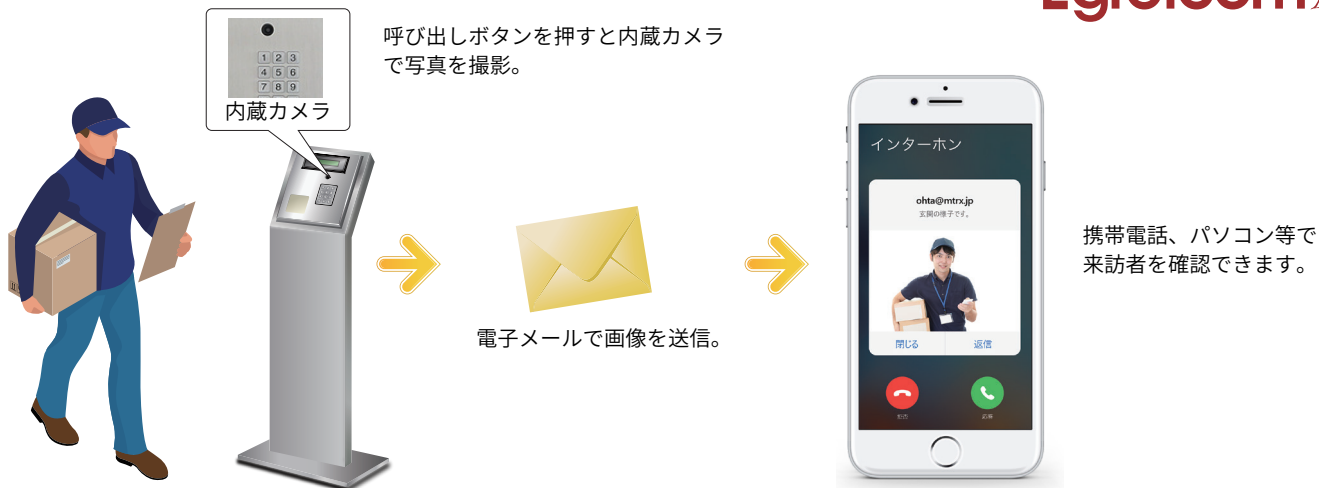 呼び出しボタンを押すと内蔵カメラ
で写真を撮影。
1 2 3
4 5 6
7 8 9
内蔵カメラ
インターホン
ohta@mtrx.jp
玄関の様子です。
閉じる 返信
拒否 応答
電子メールで画像を送信。
携帯電話、パソコン等で
来訪者を確認できます。